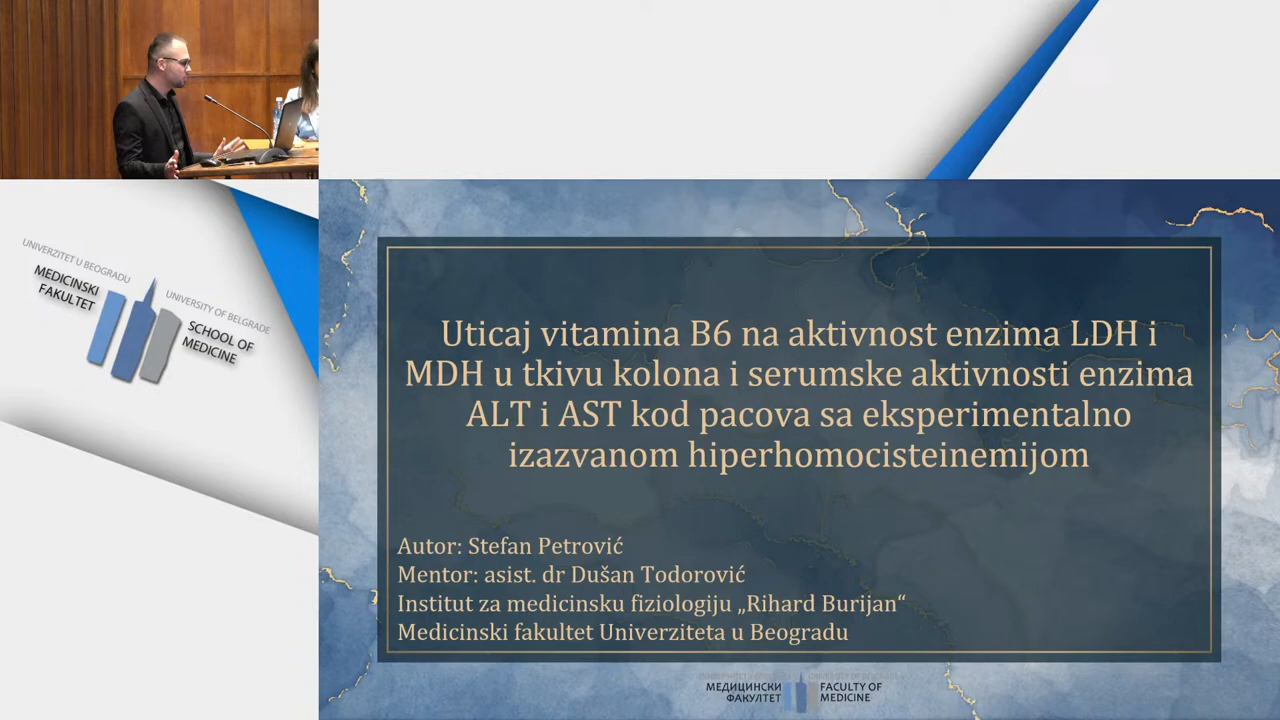 UNIVERZITET U BEOGRADU
MEDICINSKI
FAKULTET
UNIVERSITY OF BELGRADE
SCHOOL OF
MEDICINE
Uticaj vitamina B6 na aktivnost enzima LDH i
MDH u tkivu kolona i serumske aktivnosti enzima
ALT i AST kod pacova sa eksperimentalno
izazvanom hiperhomocisteinemijom
Autor: Stefan Petrović
Mentor: asist. dr Dušan Todorović
Institut za medicinsku fiziologiju „Rihard Burijan“
Medicinski fakultet Univerziteta u Beogradu
МЕДИЦИНСКИ
ФАКУЛТЕТ
FACULTY OF
MEDICINE